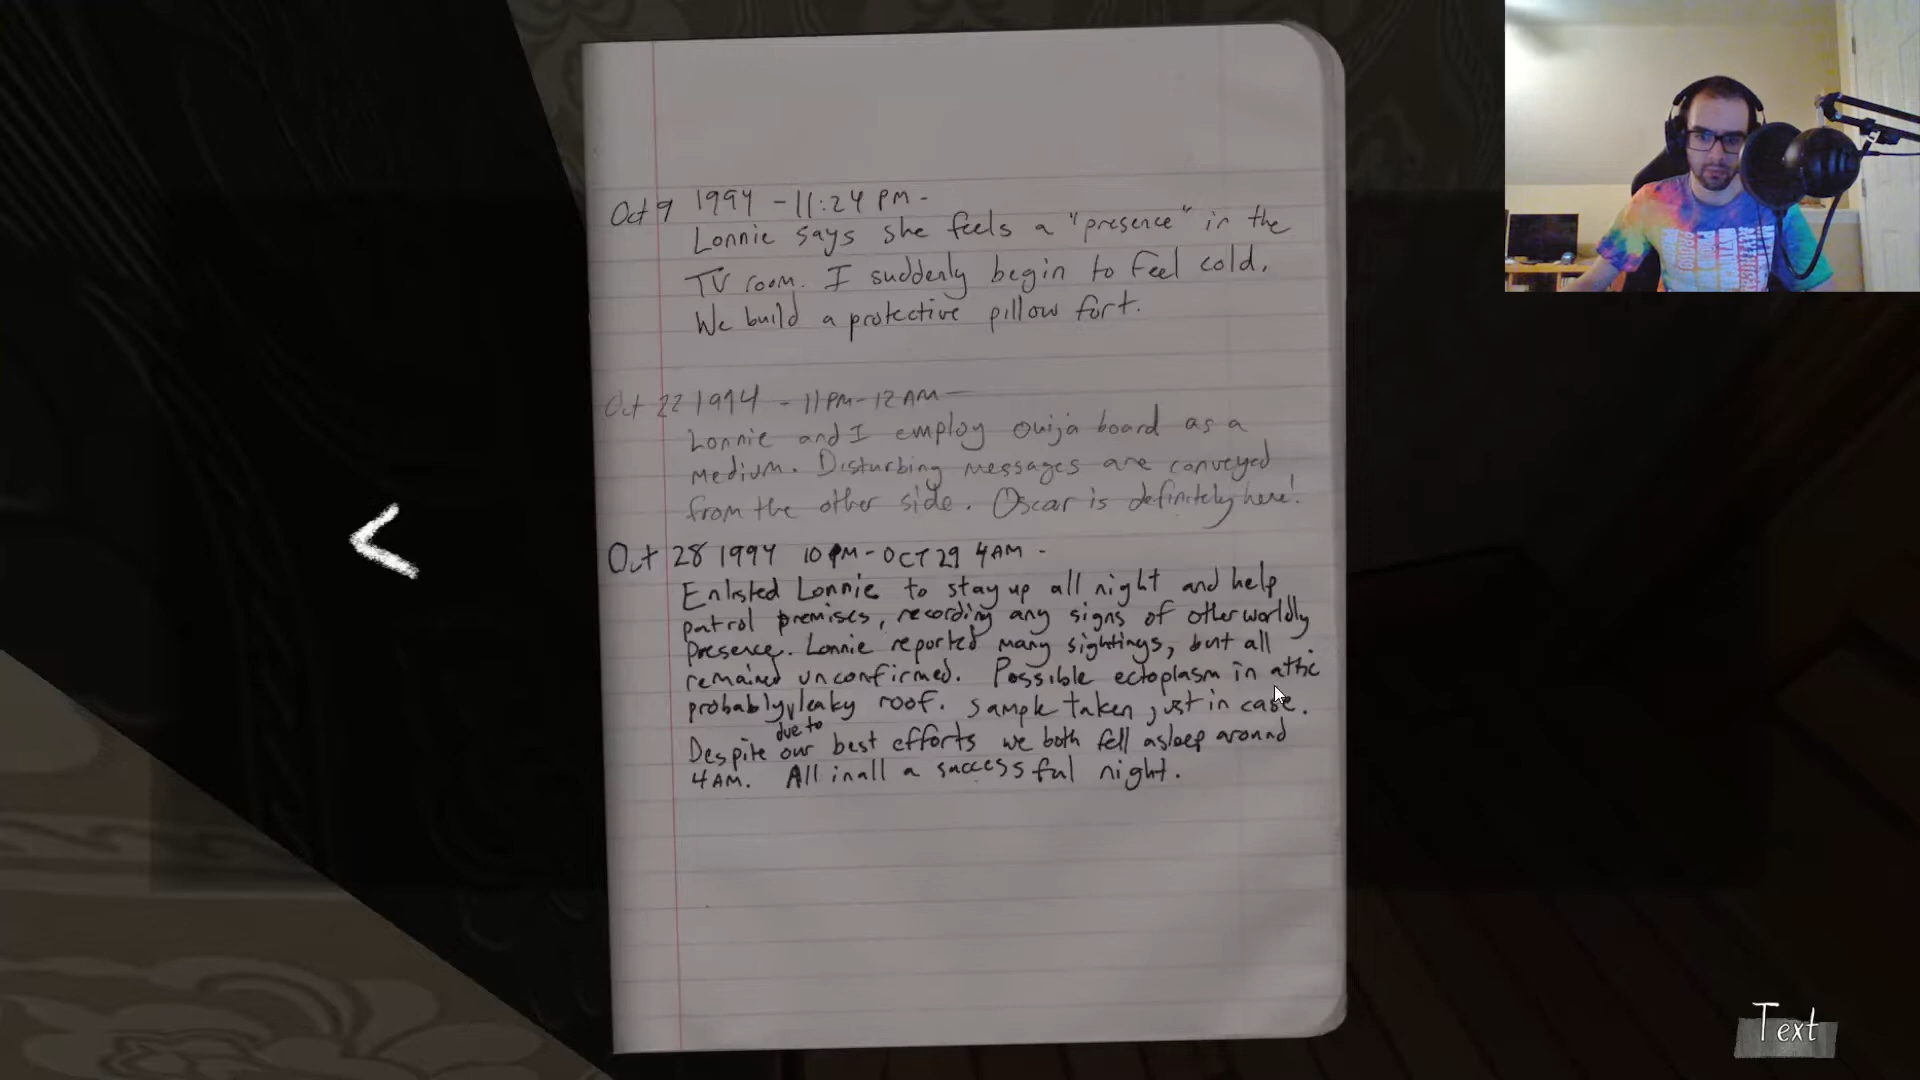 Oct 9 1994 - 11:24 PM -
Lonnie says she feels a "presence" in the
TV room. I suddenly begin to feel cold.
We build a protective pillow fort.
Oct 22 1994 - 11PM-12AM -
Lonnie and I employ ouija board as a
medium. Disturbing messages are conveyed
from the other side. Oscar is definitely here!
Oct 28 1994 10PM - OCT 29 4AM -
Enlisted Lonnie to stay up all night and help
patrol premises, recording any signs of otherworldly
presence. Lonnie reported many sightings, but all
remained unconfirmed. Possible ectoplasm in attic
probably leaky roof. Sample taken just in case.
due to
Despite our best efforts we both fell asleep around
4AM. All in all a successful night.
Text